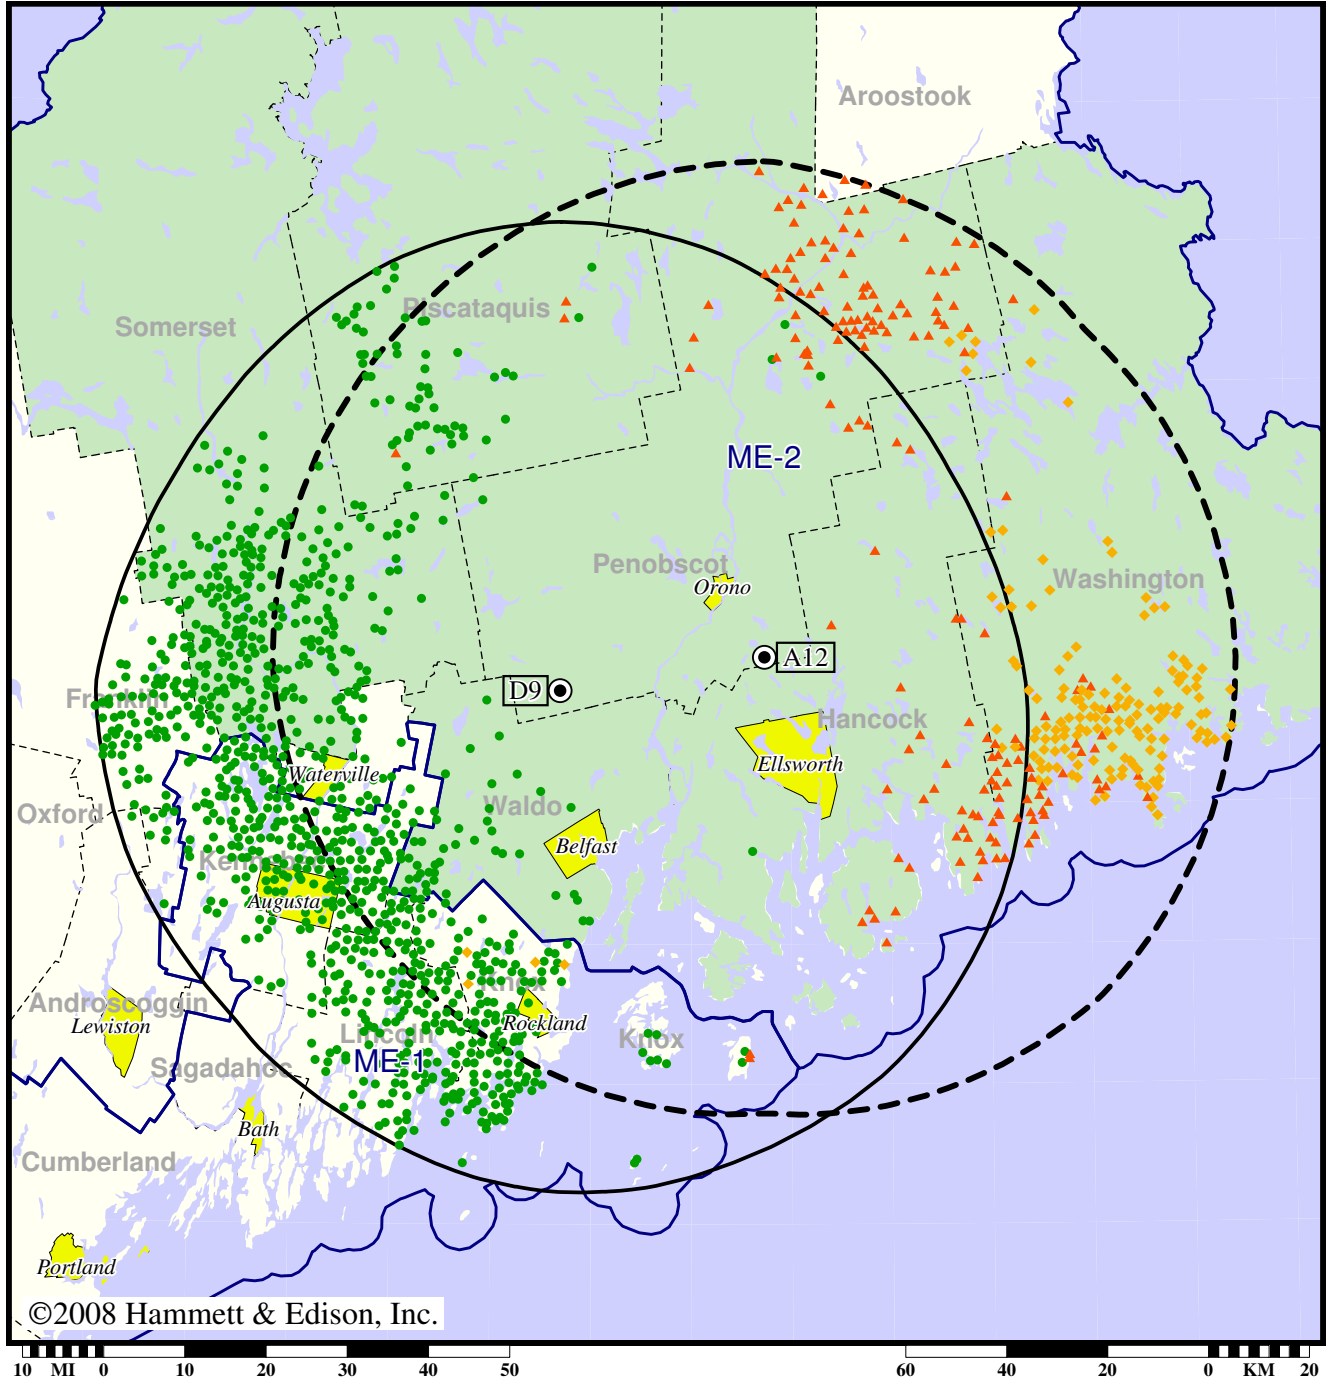 Aroostook
Piscataquis
Somerset
ME-2
Penobscot
Orono
Washington
A12
D9
Franklin
Hancock
Ellsworth
Waterville
Waldo
Oxford
Belfast
Kennebec
Augusta
Knox
Androscoggin
Lewiston
Rockland
Lincoln
Knox
ME-1
Sagadahoc
Bath
Cumberland
Portland
©2008 Hammett & Edison, Inc.
10 MI 0 10 20 30 40 50 60 40 20 0 KM 20